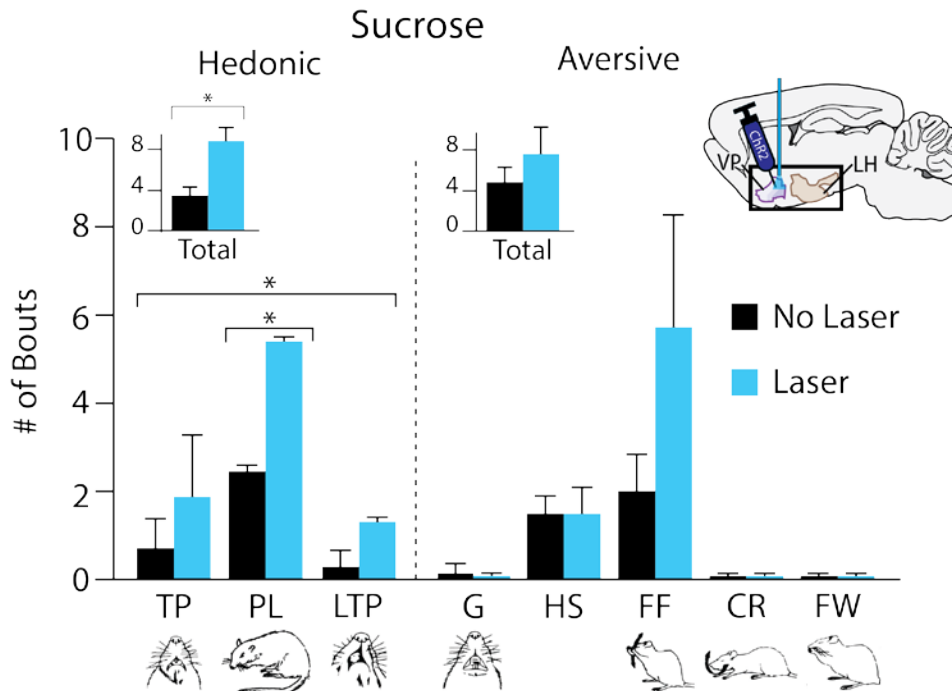 Sucrose
Hedonic
Aversive
*
8
4
0
Total
8
4
0
Total
ChR2
VP
LH
10
8
6
4
2
0
# of Bouts
*
*
No Laser
Laser
TP PL LTP G HS FF CR FW